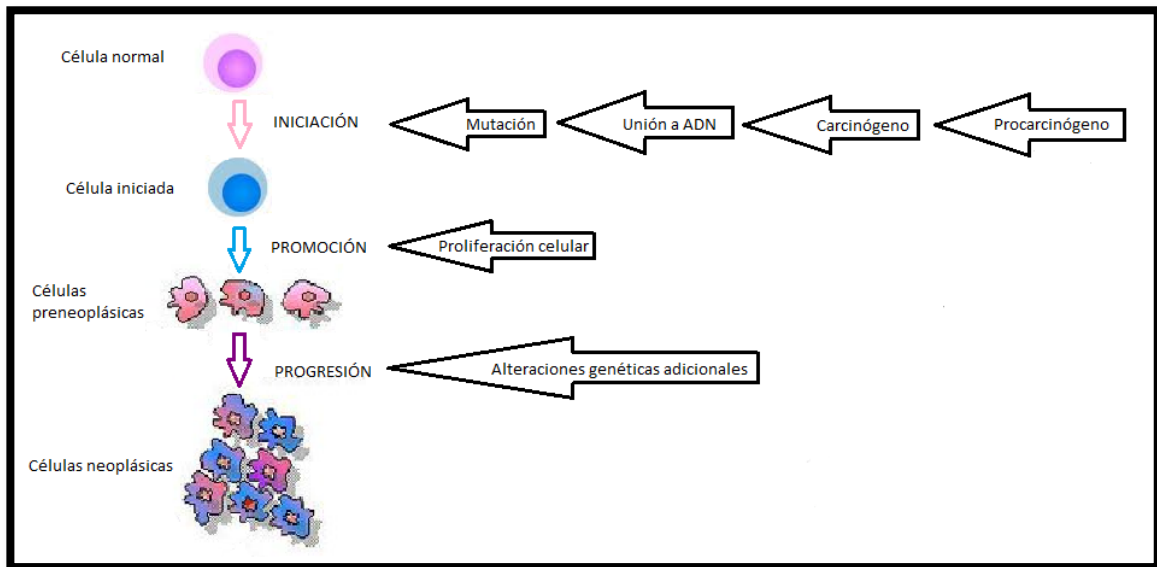 Célula normal
INICIACIÓN
Mutación
Unión a ADN
Carcinógeno
Procarcinógeno
Célula iniciada
PROMOCIÓN
Proliferación celular
Células
preneoplásicas
PROGRESIÓN
Alteraciones genéticas adicionales
Células neoplásicas